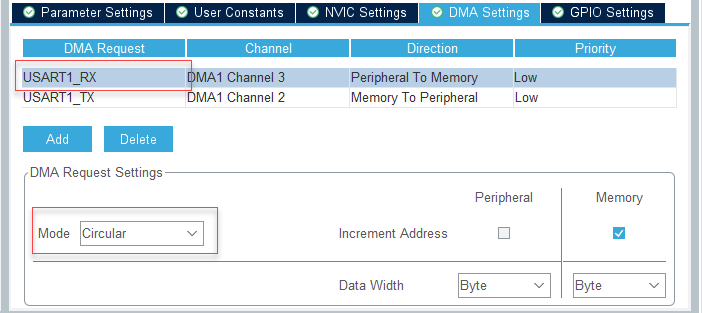 Parameter Settings User Constants NVIC Settings DMA Settings GPIO Settings
DMA Request Channel Direction Priority
USART1_RX DMA1 Channel 3 Peripheral To Memory Low
USART1_TX DMA1 Channel 2 Memory To Peripheral Low
Add Delete
DMA Request Settings
Peripheral Memory
Mode Circular Increment Address
Data Width Byte Byte